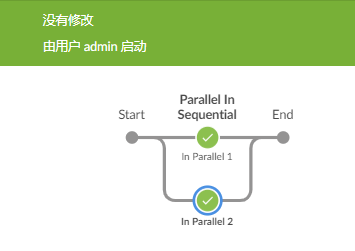 没有修改
由用户 admin 启动
Parallel In
Start
Sequential
End
In Parallel 1
In Parallel 2